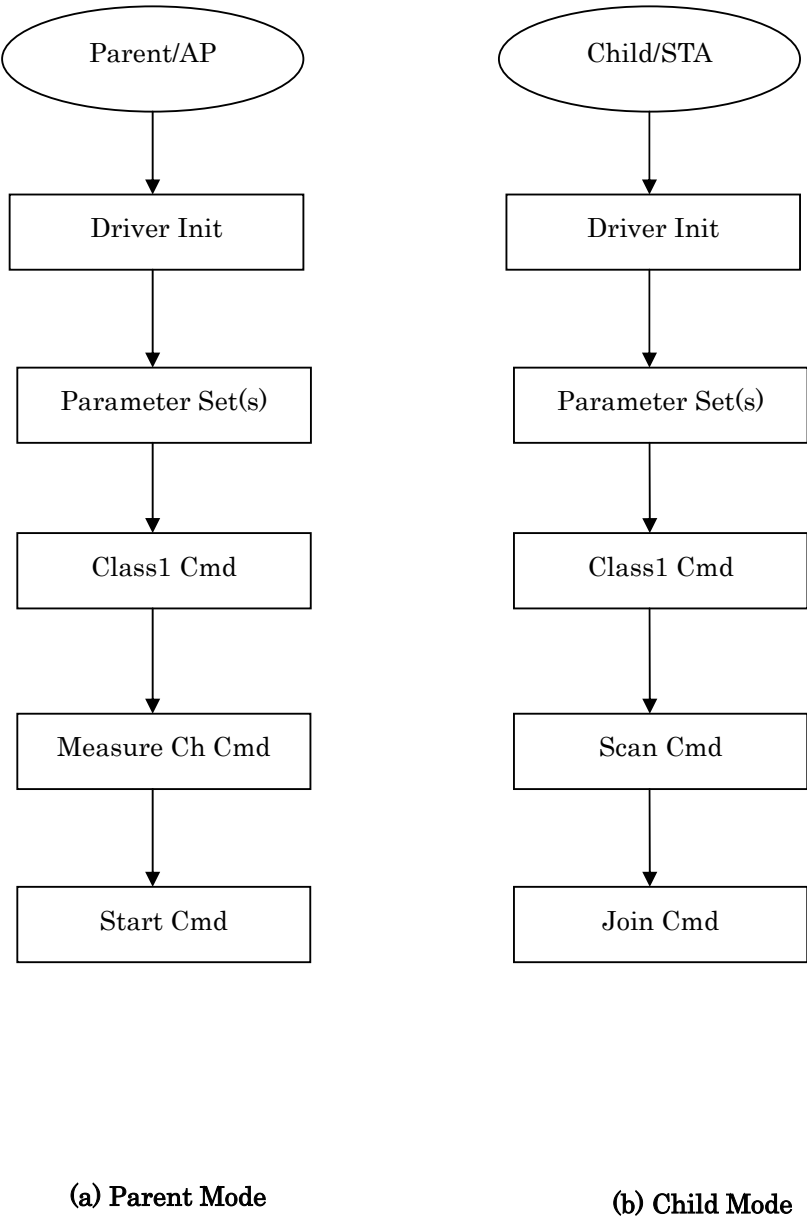 Parent/AP
Driver Init
Parameter Set(s)
Class1 Cmd
Measure Ch Cmd
Start Cmd
(a) Parent Mode
Child/STA
Driver Init
Parameter Set(s)
Class1 Cmd
Scan Cmd
Join Cmd
(b) Child Mode